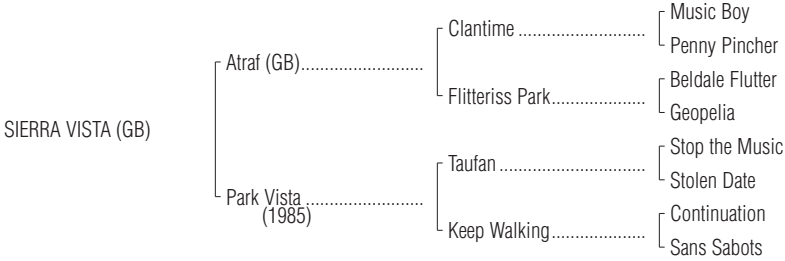 Music Boy
Clantime ............................
Penny Pincher
Atraf (GB)...........................
Beldale Flutter
Flitteriss Park.....................
Geopelia
SIERRA VISTA (GB)
Stop the Music
Taufan ................................
Stolen Date
Park Vista ..........................
(1985)
Continuation
Keep Walking.....................
Sans Sabots